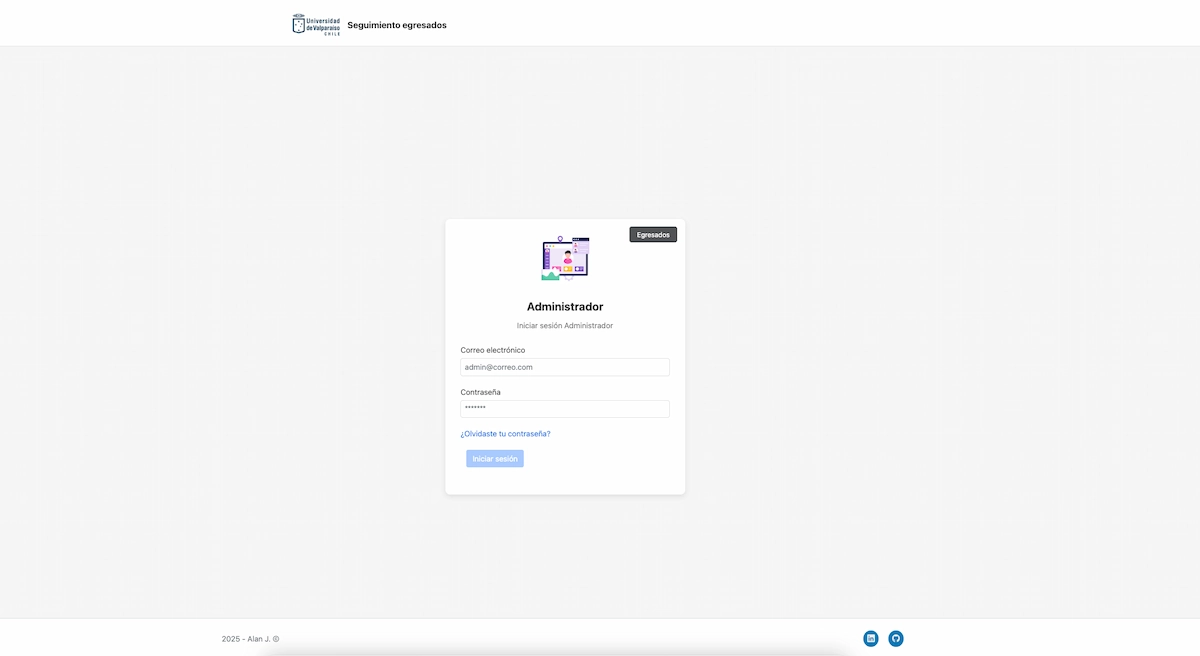 Universidad
de Valparaíso
CHILE
Seguimiento egresados
Egresados
Administrador
Iniciar sesión Administrador
Correo electrónico
admin@correo.com
Contraseña
*******
¿Olvidaste tu contraseña?
Iniciar sesión
2025 - Alan J. ©